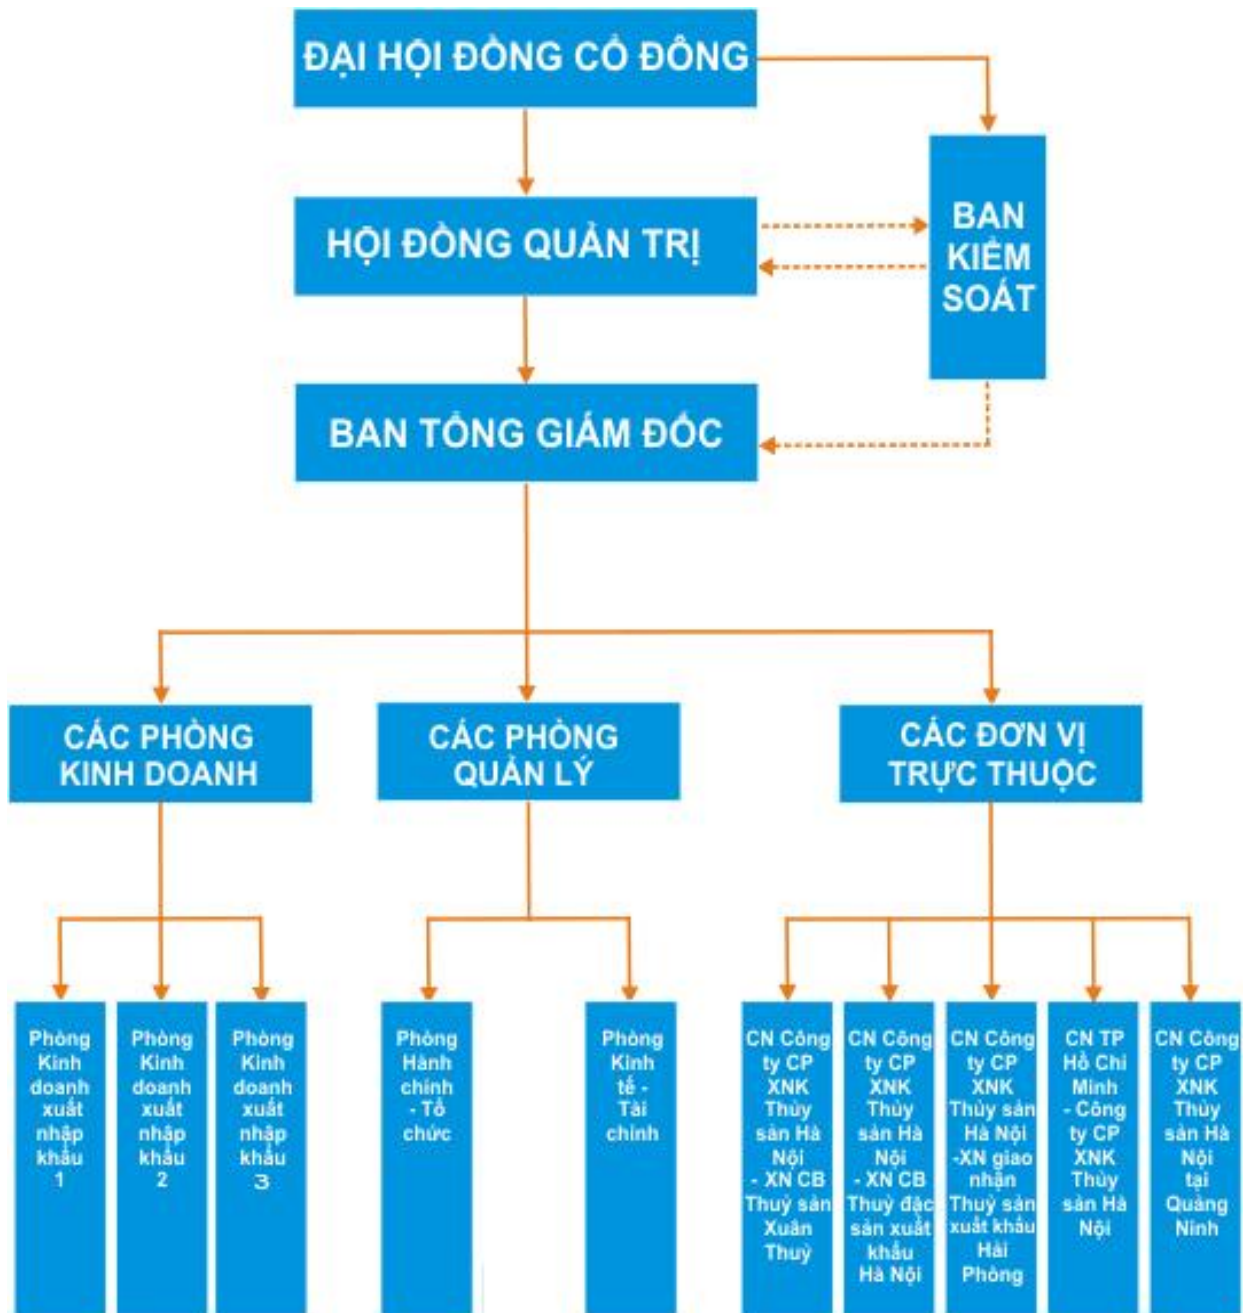 ĐẠI HỘI ĐỒNG CỔ ĐÔNG
BAN
KIỂM
SOÁT
HỘI ĐỒNG QUẢN TRỊ
BAN TỔNG GIÁM ĐỐC
CÁC PHÒNG
KINH DOANH
CÁC PHÒNG
QUẢN LÝ
CÁC ĐƠN VỊ
TRỰC THUỘC
Phòng
Kinh
doanh
xuất
nhập
khẩu
1
Phòng
Kinh
doanh
xuất
nhập
khẩu
2
Phòng
Kinh
doanh
xuất
nhập
khẩu
3
Phòng
Hành
chính
- Tổ
chức
Phòng
Kinh
tế -
Tài
chính
CN Công
ty CP
XNK
Thủy
sản Hà
Nội
- XN CB
Thuỷ sản
Xuân
Thuỷ
CN Công
ty CP
XNK
Thủy
sản Hà
Nội
- XN CB
Thuỷ đặc
sản xuất
khẩu
Hà Nội
CN Công
ty CP
XNK
Thủy sản
Hà Nội
-XN giao
nhận
Thuỷ sản
xuất khẩu
Hải
Phòng
CN TP
Hồ Chí
Minh
- Công
ty CP
XNK
Thủy
sản Hà
Nội
CN Công
ty CP
XNK
Thủy
sản Hà
Nội
tại
Quảng
Ninh